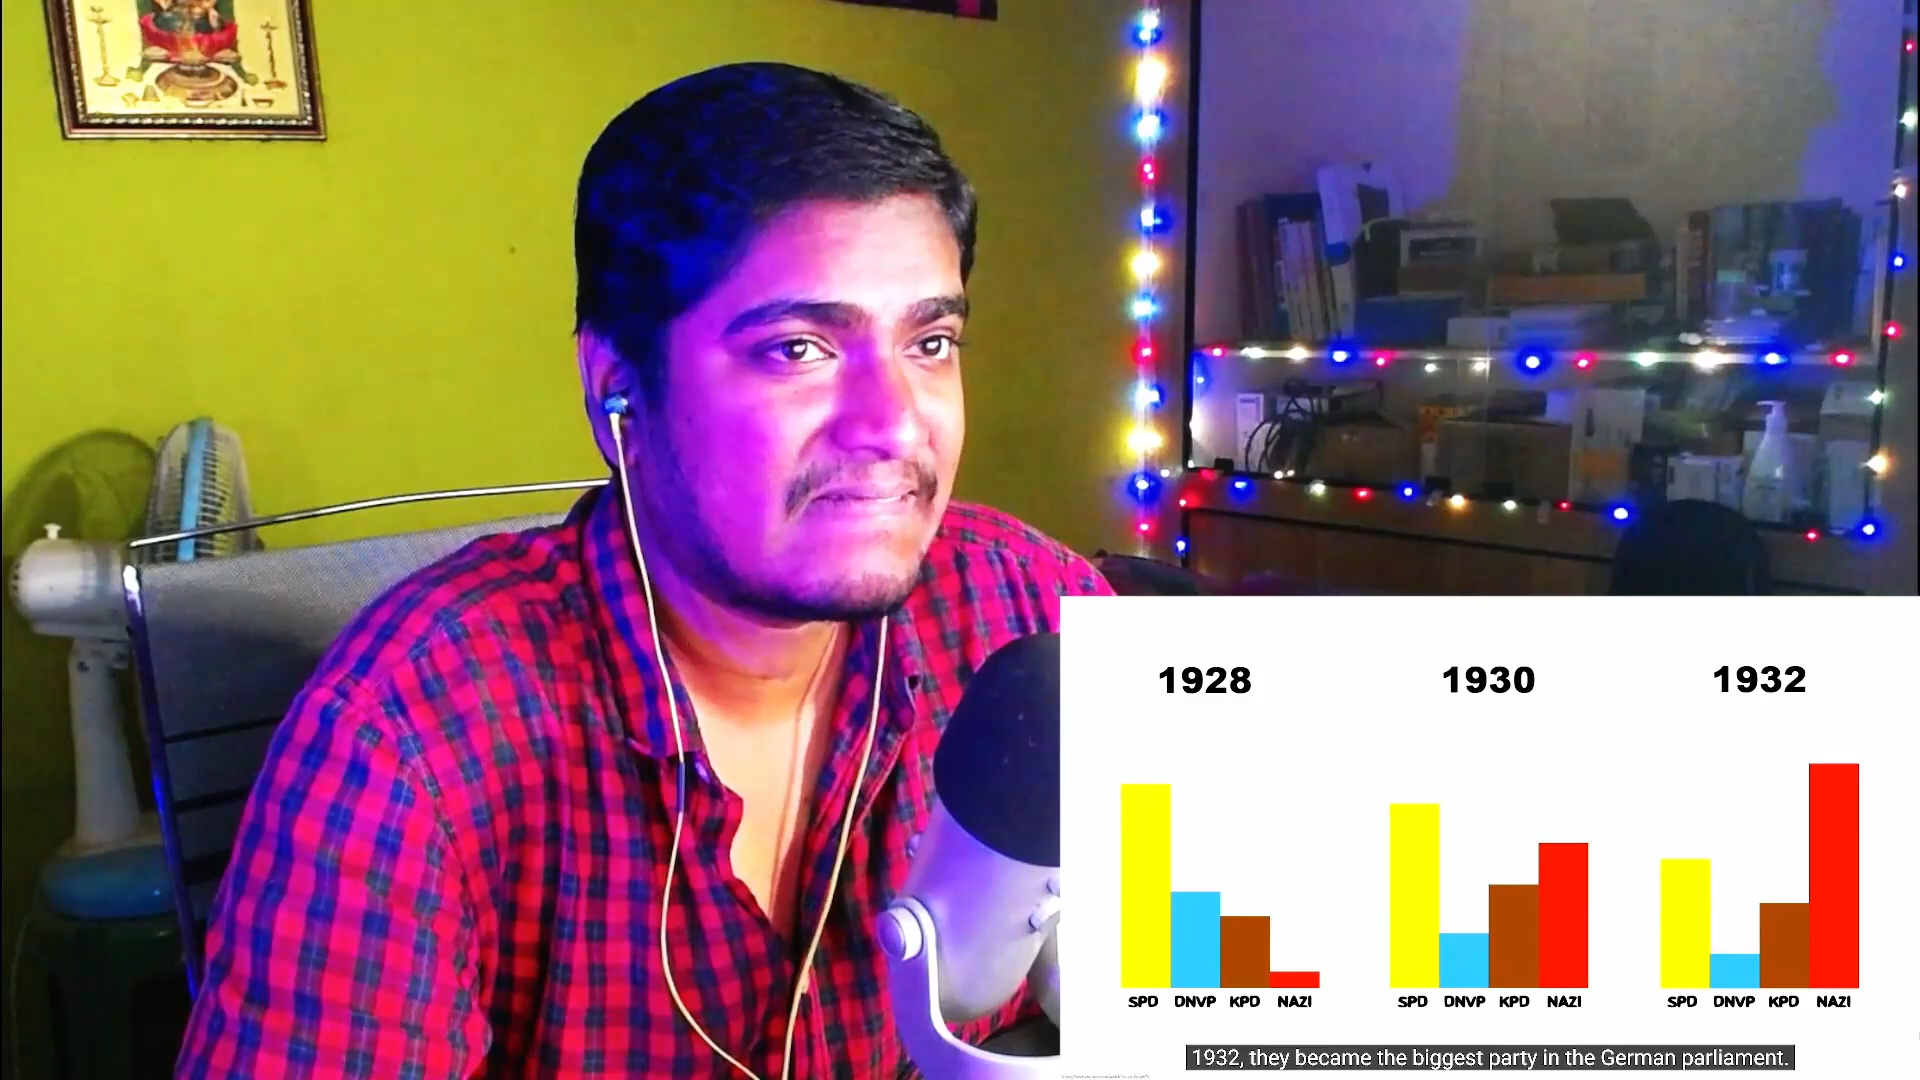 1928 1930 1932
SPD DNVP KPD NAZI SPD DNVP KPD NAZI SPD DNVP KPD NAZI
1932, they became the biggest party in the German parliament.